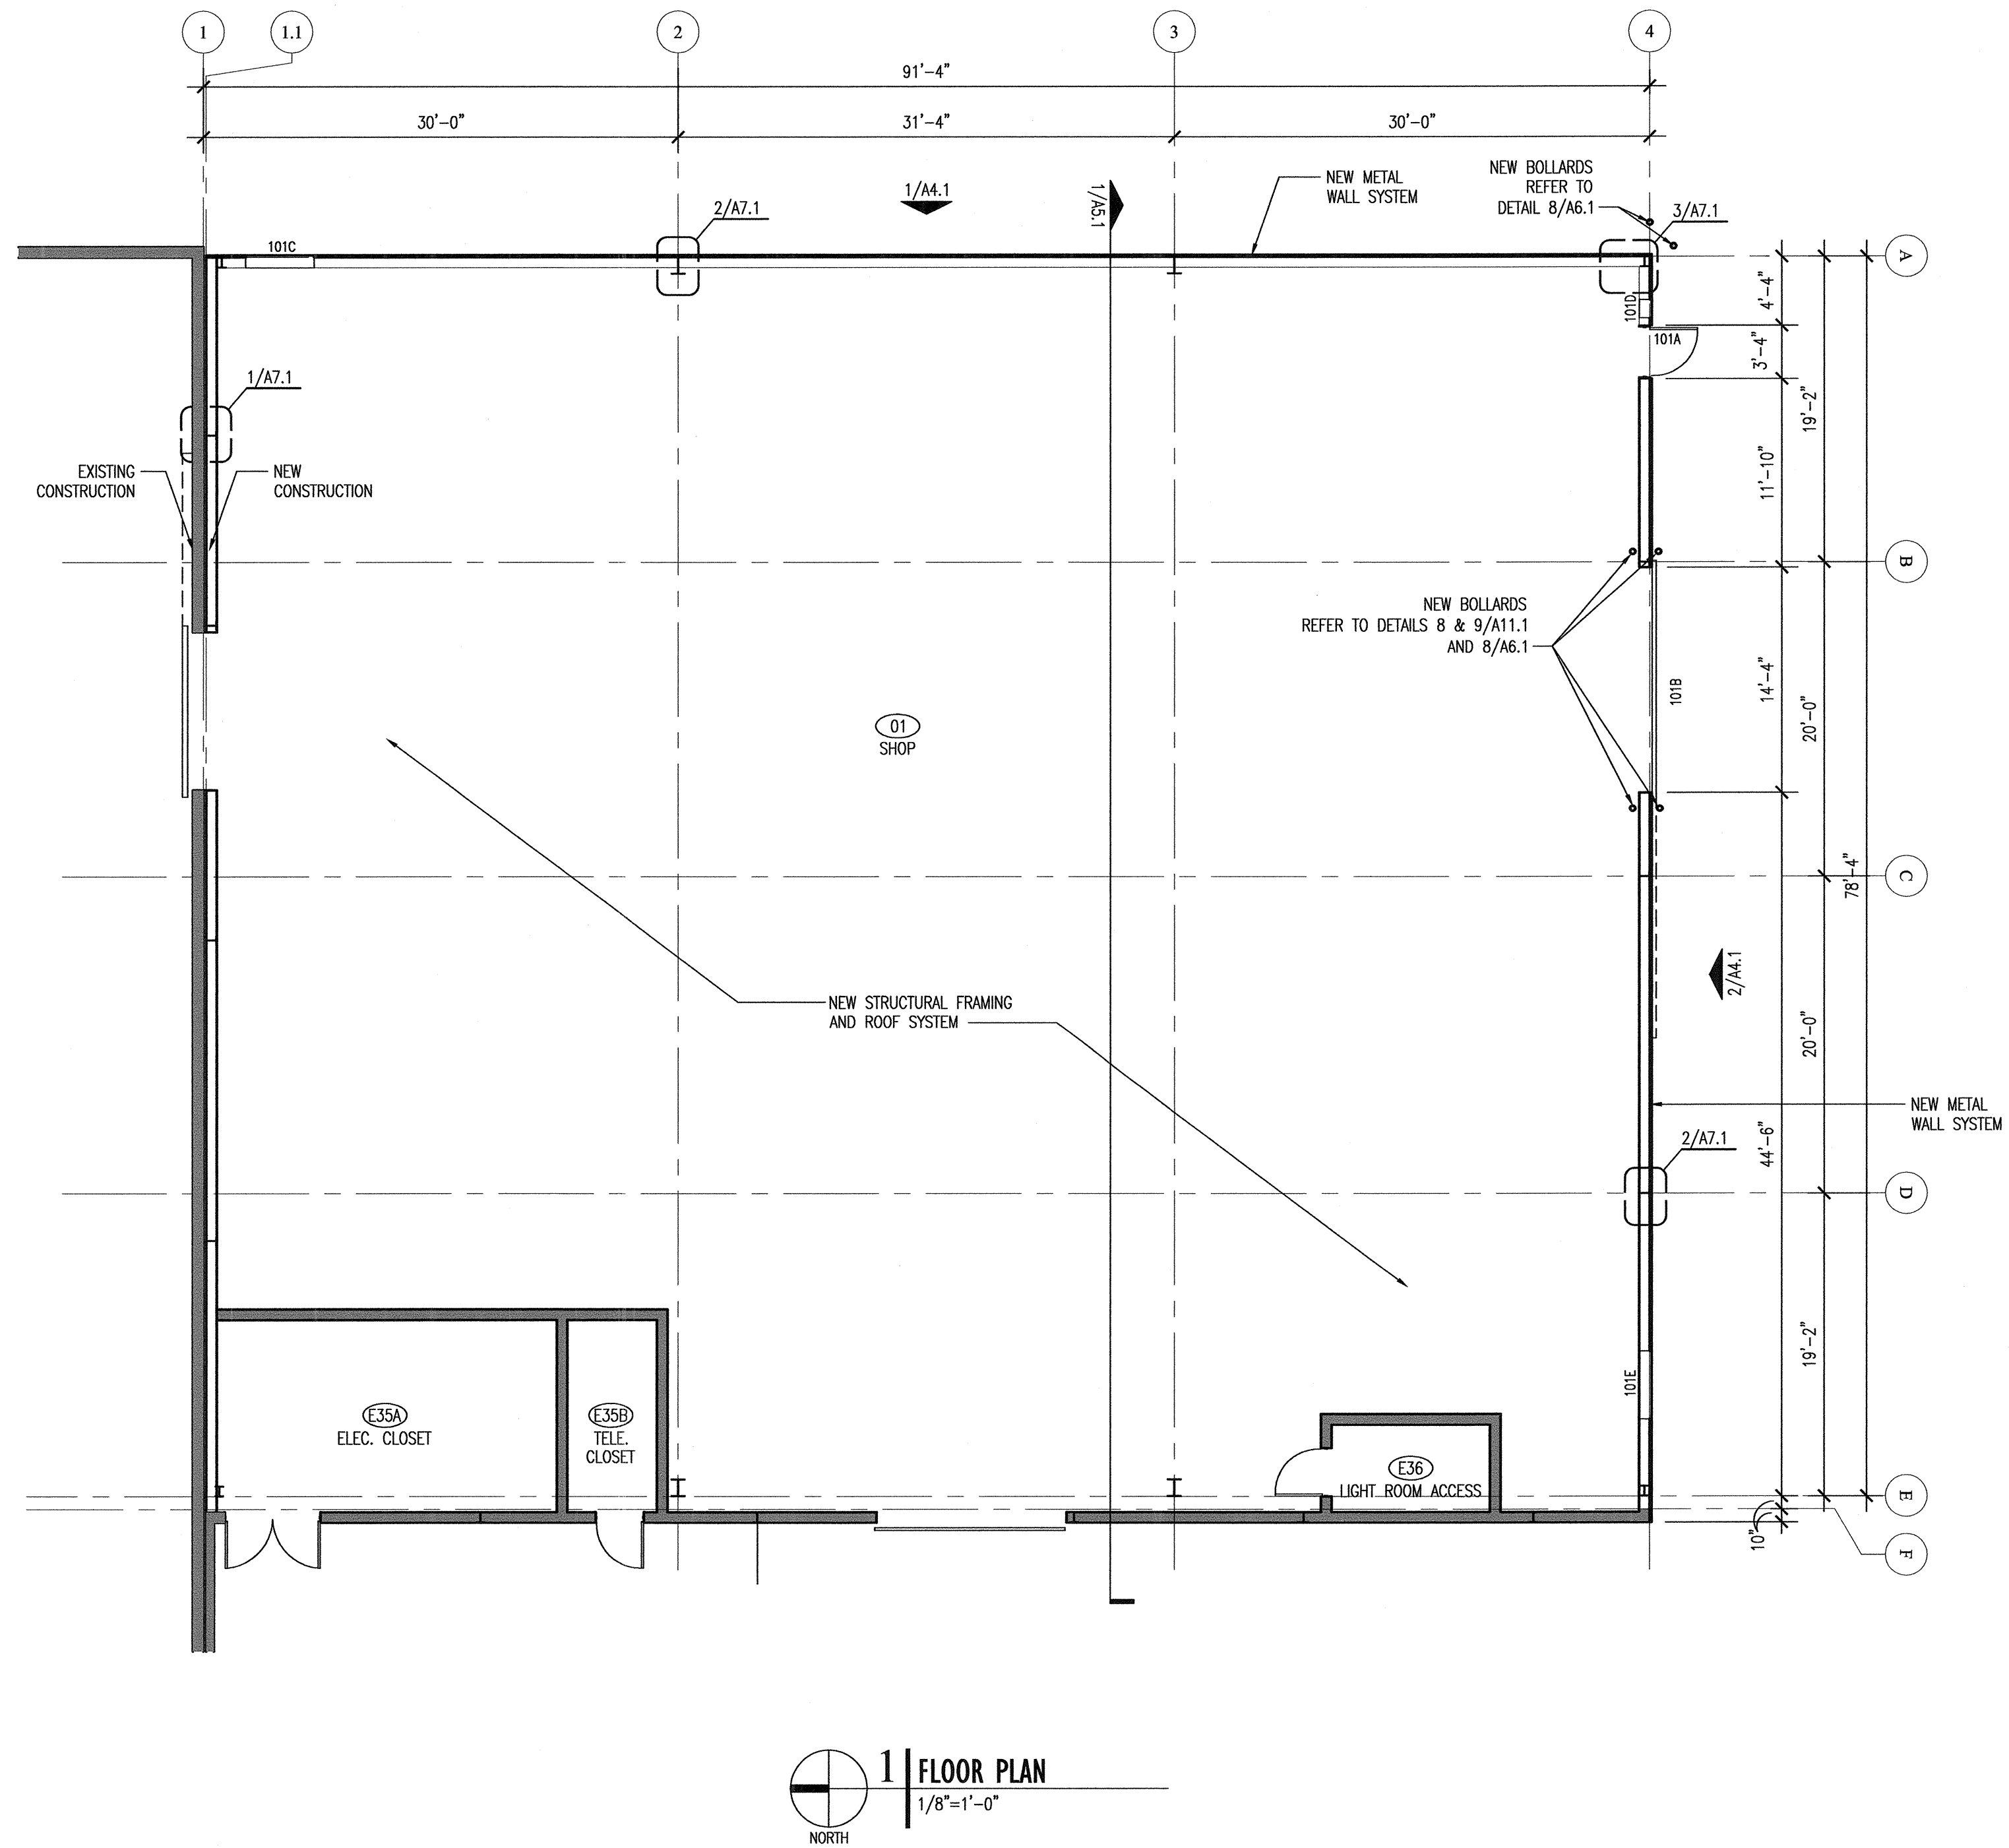 1
1.1
2
3
4
91'-4"
30'-0"
31'-4"
30'-0"
NEW METAL
WALL SYSTEM
NEW BOLLARDS
REFER TO
DETAIL 8/A6.1
1/A4.1
1/A5.1
2/A7.1
3/A7.1
101C
A
4'-4"
101D
101A
3'-4"
1/A7.1
19'-2"
11'-10"
EXISTING
CONSTRUCTION
NEW
CONSTRUCTION
B
NEW BOLLARDS
REFER TO DETAILS 8 & 9/A11.1
AND 8/A6.1
101B
14'-4"
20'-0"
01
SHOP
C
78'-4"
2/A4.1
NEW STRUCTURAL FRAMING
AND ROOF SYSTEM
20'-0"
NEW METAL
WALL SYSTEM
44'-6"
2/A7.1
D
19'-2"
101E
E35A
ELEC. CLOSET
E35B
TELE.
CLOSET
E36
LIGHT ROOM ACCESS
E
10"
F
1
FLOOR PLAN
1/8"=1'-0"
NORTH